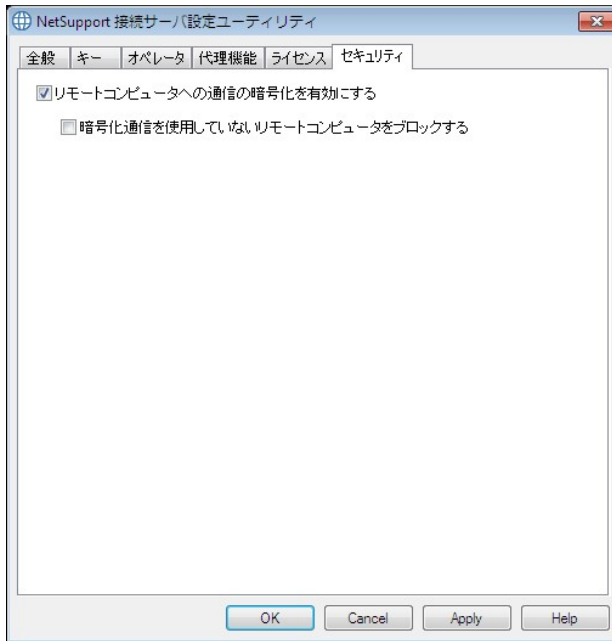 NetSupport 接続サーバ設定ユーティリティ
全般 キー オペレータ 代理機能 ライセンス セキュリティ
リモートコンピュータへの通信の暗号化を有効にする
暗号化通信を使用していないリモートコンピュータをブロックする
OK Cancel Apply Help